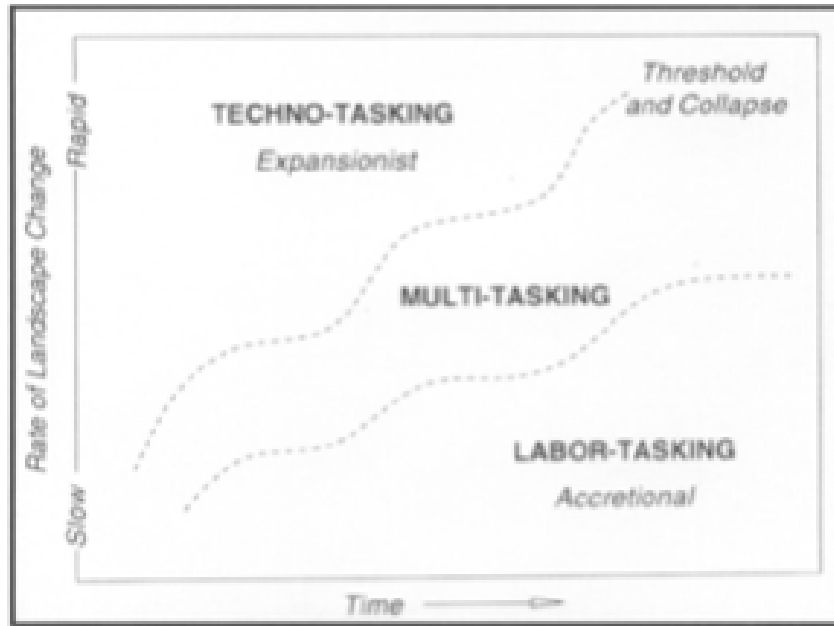 Threshold
and Collapse
TECHNO-TASKING
Expansionist
MULTI-TASKING
LABOR-TASKING
Accretional
Rate of Landscape Change
Rapid
Slow
Time